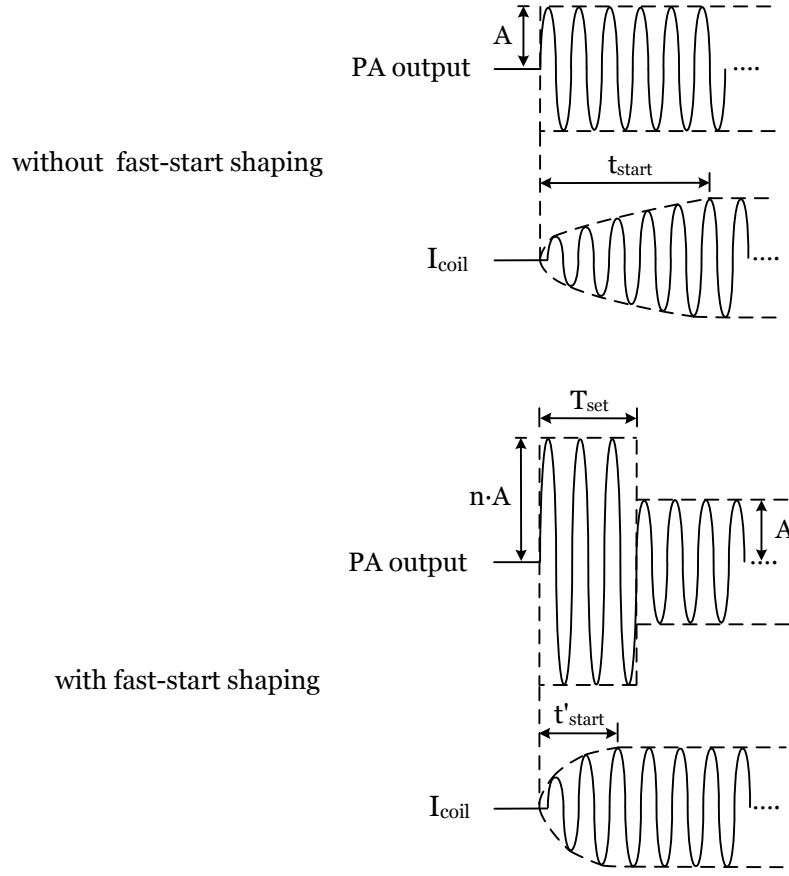 A
PA output
....
without fast-start shaping
tstart
Icoil
....
Tset
n·A
A
PA output
....
with fast-start shaping
t'start
Icoil
....